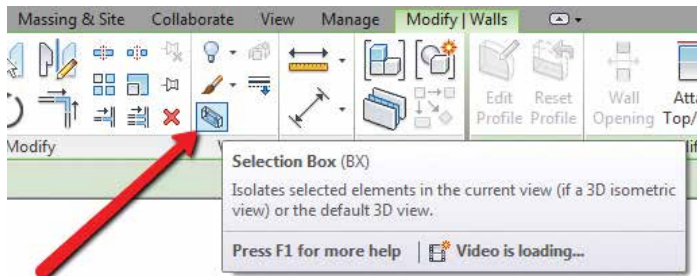 Massing & Site Collaborate View Manage Modify | Walls
Edit Profile
Reset Profile
Wall Opening
Top/
Modify
Selection Box (BX)
Isolates selected elements in the current view (if a 3D isometric
view) or the default 3D view.
Press F1 for more help Video is loading...